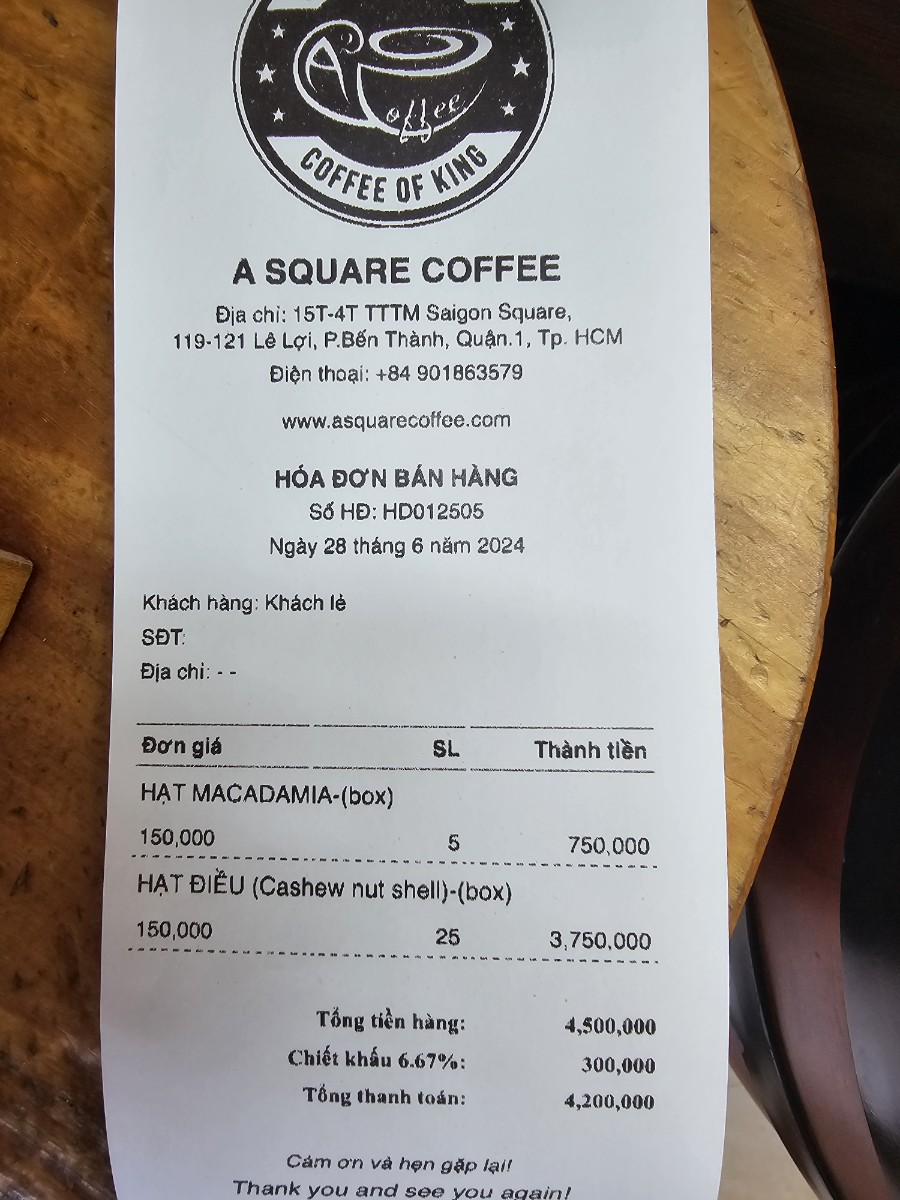 A Coffee
COFFEE OF KING
A SQUARE COFFEE
Địa chỉ: 15T-4T TTTM Saigon Square,
119-121 Lê Lợi, P.Bến Thành, Quận.1, Tp. HCM
Điện thoại: +84 901863579
www.asquarecoffee.com
HÓA ĐƠN BÁN HÀNG
Số HĐ: HD012505
Ngày 28 tháng 6 năm 2024
Khách hàng: Khách lẻ
SĐT:
Địa chỉ: - -
Đơn giá SL Thành tiền
HẠT MACADAMIA-(box)
150,000 5 750,000
HẠT ĐIỀU (Cashew nut shell)-(box)
150,000 25 3,750,000
Tổng tiền hàng: 4,500,000
Chiết khấu 6.67%: 300,000
Tổng thanh toán: 4,200,000
Cám ơn và hẹn gặp lại!
Thank you and see you again!